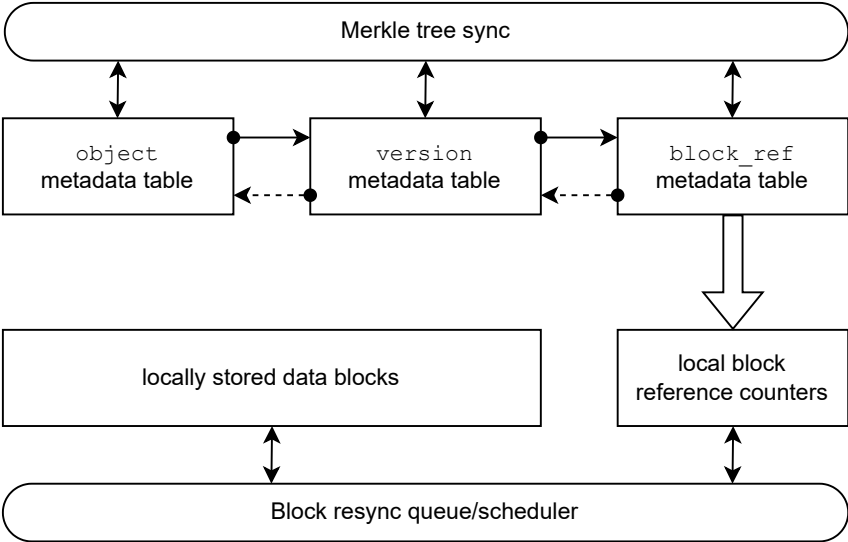 Merkle tree sync
object
metadata table
version
metadata table
block_ref
metadata table
locally stored data blocks
local block
reference counters
Block resync queue/scheduler